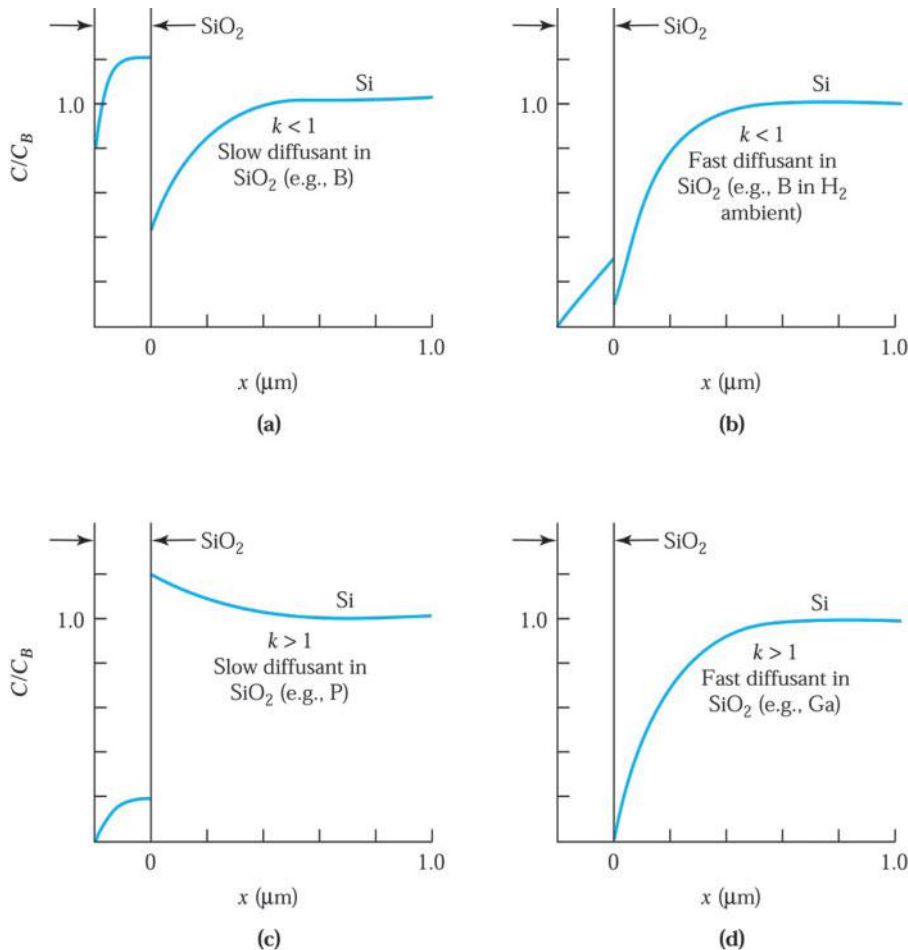 SiO₂
1.0
C/C_B
Si
k < 1
Slow diffusant in
SiO₂ (e.g., B)
0
1.0
x (μm)
(a)
SiO₂
1.0
Si
k < 1
Fast diffusant in
SiO₂ (e.g., B in H₂
ambient)
0
1.0
x (μm)
(b)
SiO₂
1.0
C/C_B
Si
k > 1
Slow diffusant in
SiO₂ (e.g., P)
0
1.0
x (μm)
(c)
SiO₂
1.0
Si
k > 1
Fast diffusant in
SiO₂ (e.g., Ga)
0
1.0
x (μm)
(d)